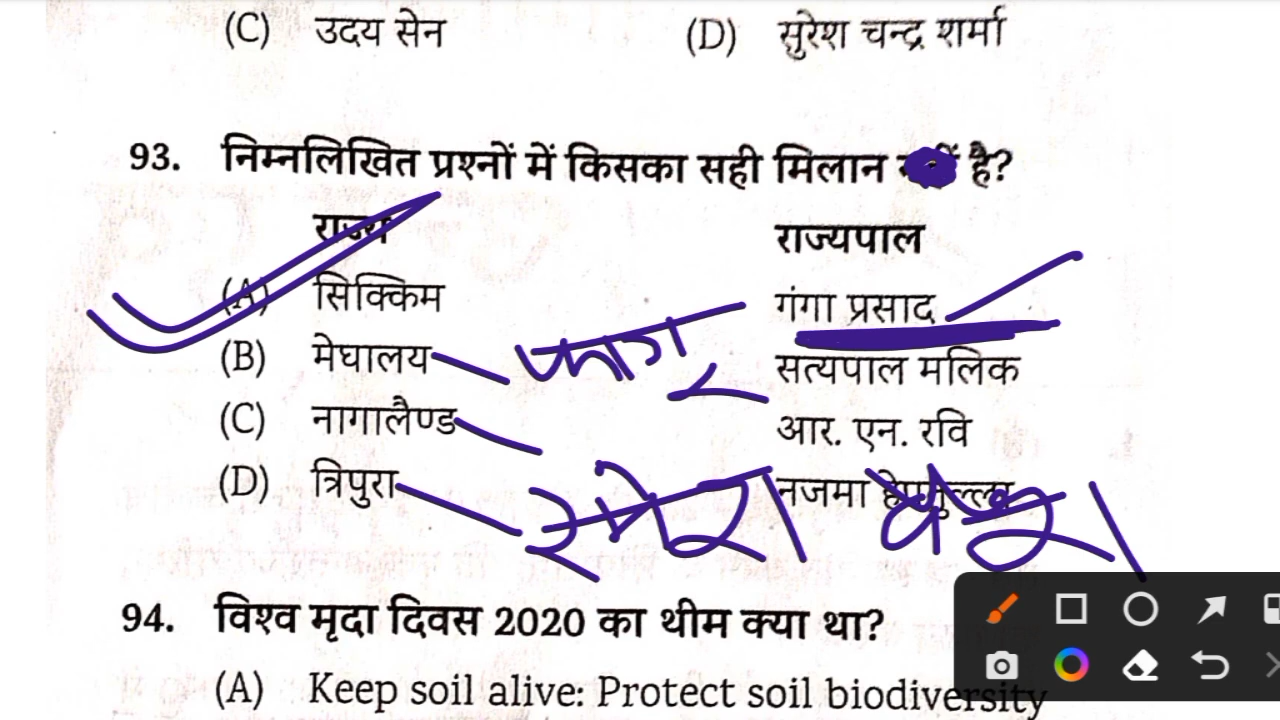 (C) उदय सेन (D) सुरेश चन्द्र शर्मा
93. निम्नलिखित प्रश्नों में किसका सही मिलान है?
राज्य राज्यपाल
(A) सिक्किम गंगा प्रसाद
(B) मेघालय सत्यपाल मलिक
(C) नागालैण्ड आर. एन. रवि
(D) त्रिपुरा नजमा
94. विश्व मृदा दिवस 2020 का थीम क्या था?
(A) Keep soil alive: Protect soil biodiversity